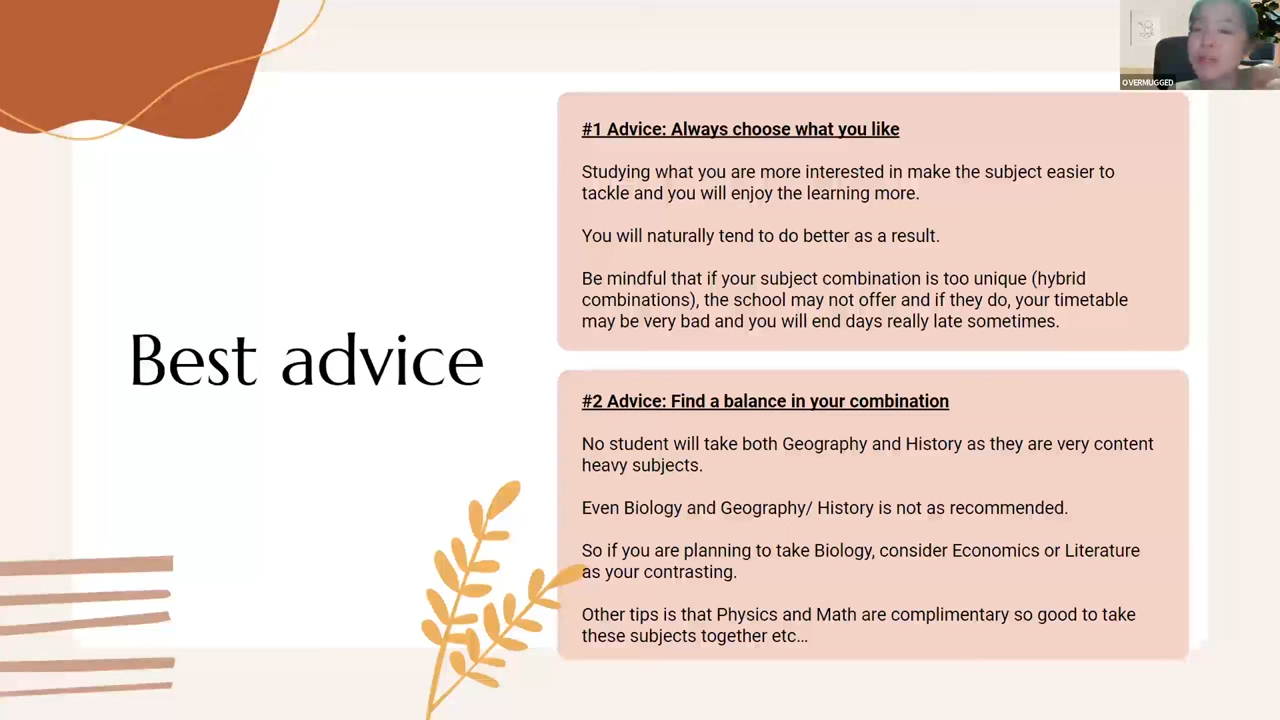 OVERMUGGED
#1 Advice: Always choose what you like
Studying what you are more interested in make the subject easier to
tackle and you will enjoy the learning more.
You will naturally tend to do better as a result.
Be mindful that if your subject combination is too unique (hybrid
combinations), the school may not offer and if they do, your timetable
may be very bad and you will end days really late sometimes.
Best advice
#2 Advice: Find a balance in your combination
No student will take both Geography and History as they are very content
heavy subjects.
Even Biology and Geography/ History is not as recommended.
So if you are planning to take Biology, consider Economics or Literature
as your contrasting.
Other tips is that Physics and Math are complimentary so good to take
these subjects together etc...